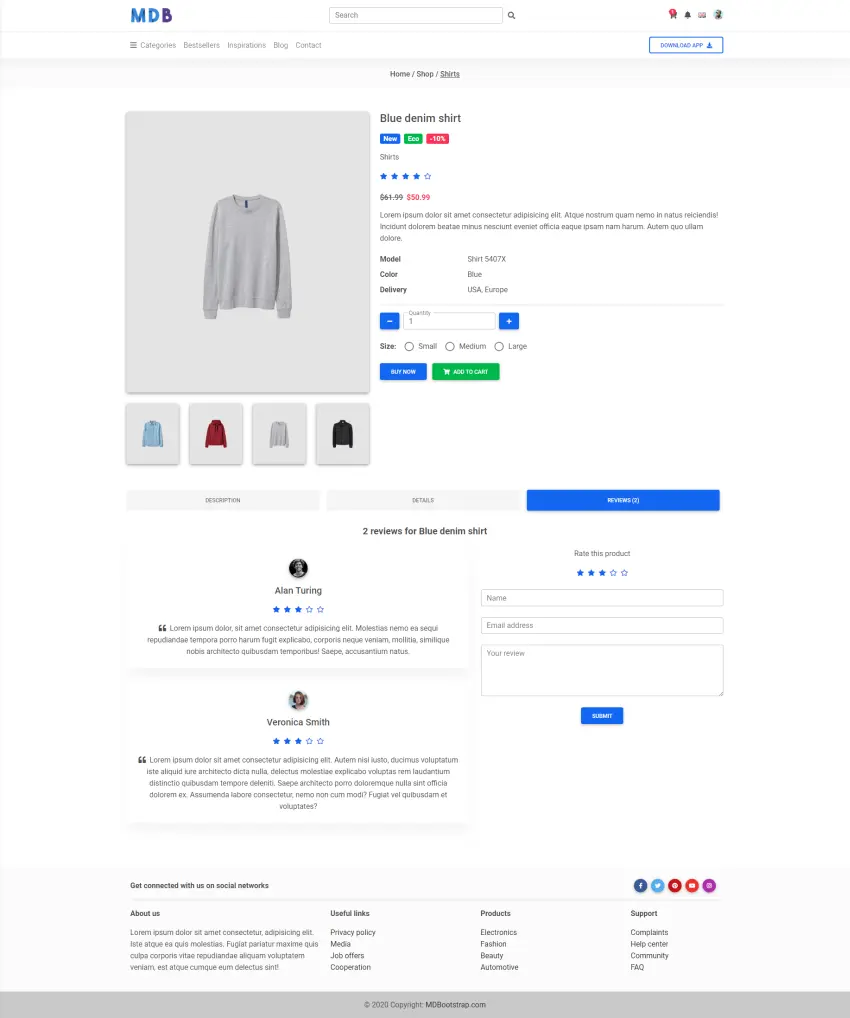 MDB
Search
Categories Bestsellers Inspirations Blog Contact
DOWNLOAD APP
Home / Shop / Shirts
Blue denim shirt
New Eco -10%
Shirts
$61.99 $50.99
Lorem ipsum dolor sit amet consectetur adipisicing elit. Atque nostrum quam nemo in natus reiciendis!
Incidunt dolorem beatae minus nesciunt eveniet officia eaque ipsam nam harum. Autem quo ullam
dolore.
Model Shirt 5407X
Color Blue
Delivery USA, Europe
Quantity
1
Size: Small Medium Large
BUY NOW ADD TO CART
DESCRIPTION DETAILS REVIEWS (2)
2 reviews for Blue denim shirt
Alan Turing
Lorem ipsum dolor, sit amet consectetur adipisicing elit. Molestias nemo ea sequi
repudiandae tempora porro harum fugit explicabo, corporis neque veniam, mollitia, similique
nobis architecto quibusdam temporibus! Saepe, accusantium natus.
Veronica Smith
Lorem ipsum dolor sit amet consectetur adipisicing elit. Autem nisi iusto, ducimus voluptatum
iste aliquid iure architecto dicta nulla, delectus molestiae explicabo voluptas rem laudantium
distinctio quibusdam tempore deleniti. Saepe architecto porro doloremque nulla sint officia
dolorem ex. Assumenda labore consectetur, nemo non cum modi? Fugiat vel quibusdam et
voluptates?
Rate this product
Name
Email address
Your review
SUBMIT
Get connected with us on social networks
About us
Lorem ipsum dolor sit amet consectetur, adipisicing elit.
Iste atque ea quis molestias. Fugiat pariatur maxime quis
culpa corporis vitae repudiandae aliquam voluptatem
veniam, est atque cumque eum delectus sint!
Useful links
Privacy policy
Media
Job offers
Cooperation
Products
Electronics
Fashion
Beauty
Automotive
Support
Complaints
Help center
Community
FAQ
© 2020 Copyright: MDBootstrap.com